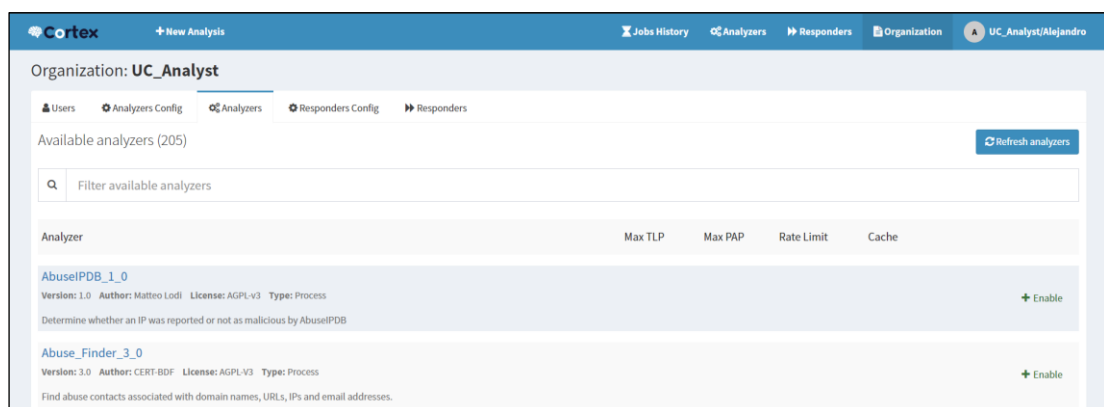 Cortex + New Analysis Jobs History Analyzers Responders Organization A UC_Analyst/Alejandro
Organization: UC_Analyst
Users Analyzers Config Analyzers Responders Config Responders
Available analyzers (205) Refresh analyzers
Filter available analyzers
Analyzer Max TLP Max PAP Rate Limit Cache
AbuseIPDB_1_0
Version: 1.0 Author: Matteo Lodi License: AGPL-v3 Type: Process
+ Enable
Determine whether an IP was reported or not as malicious by AbuseIPDB
Abuse_Finder_3_0
Version: 3.0 Author: CERT-BDF License: AGPL-V3 Type: Process
+ Enable
Find abuse contacts associated with domain names, URLs, IPs and email addresses.